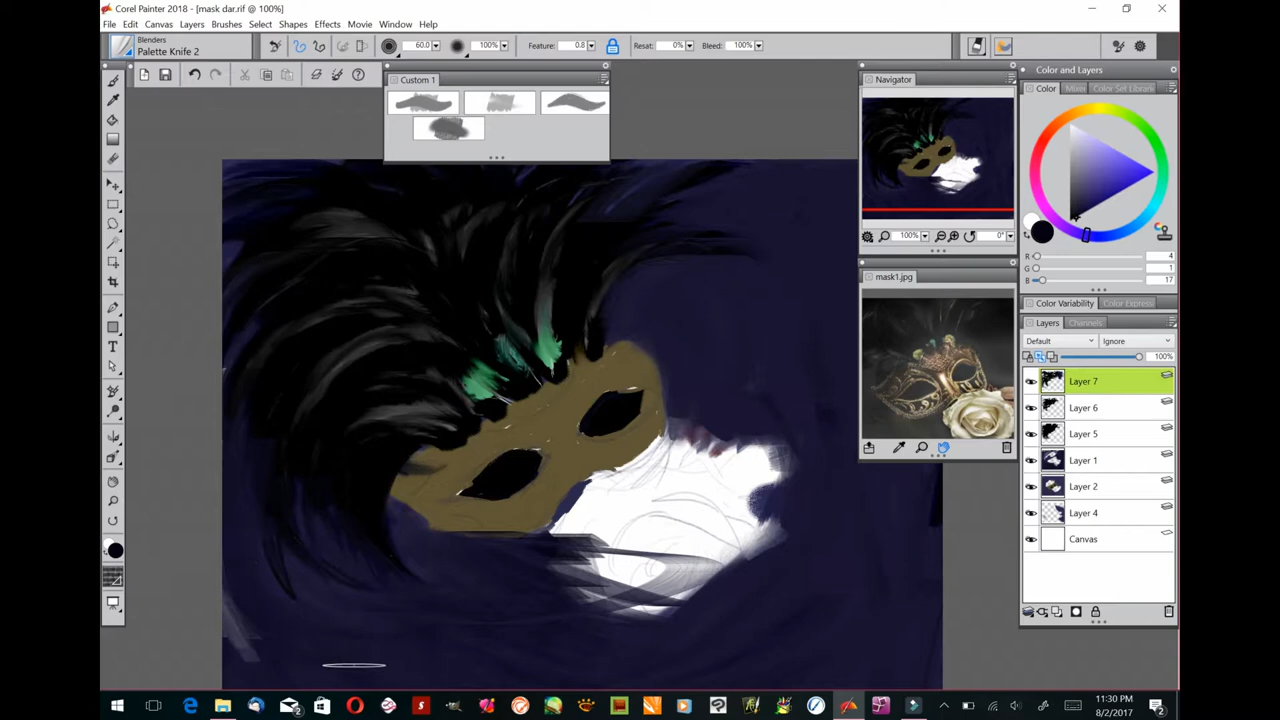 Corel Painter 2018 - [mask dar.rif @ 100%]
File Edit Canvas Layers Brushes Select Shapes Effects Movie Window Help
Blenders
Palette Knife 2
60.0 100% Feature: 0.8 Resat: 0% Bleed: 100%
Custom 1
Navigator
100% 0°
mask1.jpg
Color and Layers
Color Mixer Color Set Librari
R 4
G 1
B 17
Color Variability Color Express
Layers Channels
Default Ignore
100%
Layer 7
Layer 6
Layer 5
Layer 1
Layer 2
Layer 4
Canvas
11:30 PM
8/2/2017